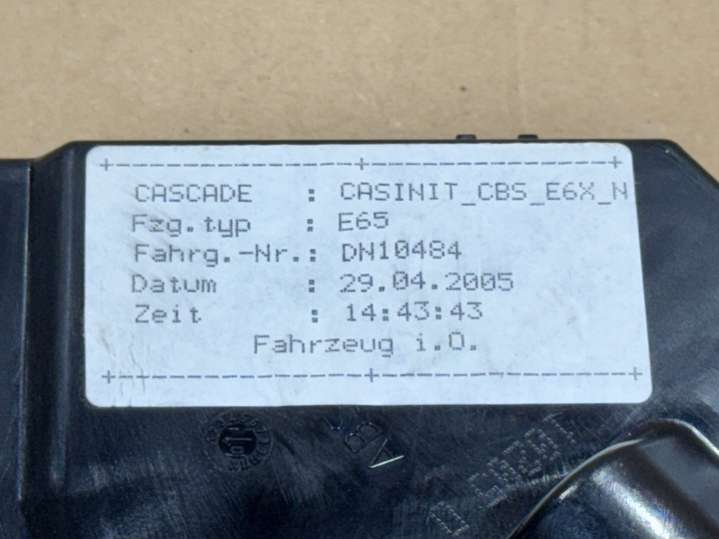 +------------------+------------------+
CASCADE : CASINIT_CBS_E6X_N
Fzg.typ : E65
Fahrg.-Nr.: DN10484
Datum : 29.04.2005
Zeit : 14:43:43
Fahrzeug i.O.
+------------------+------------------+